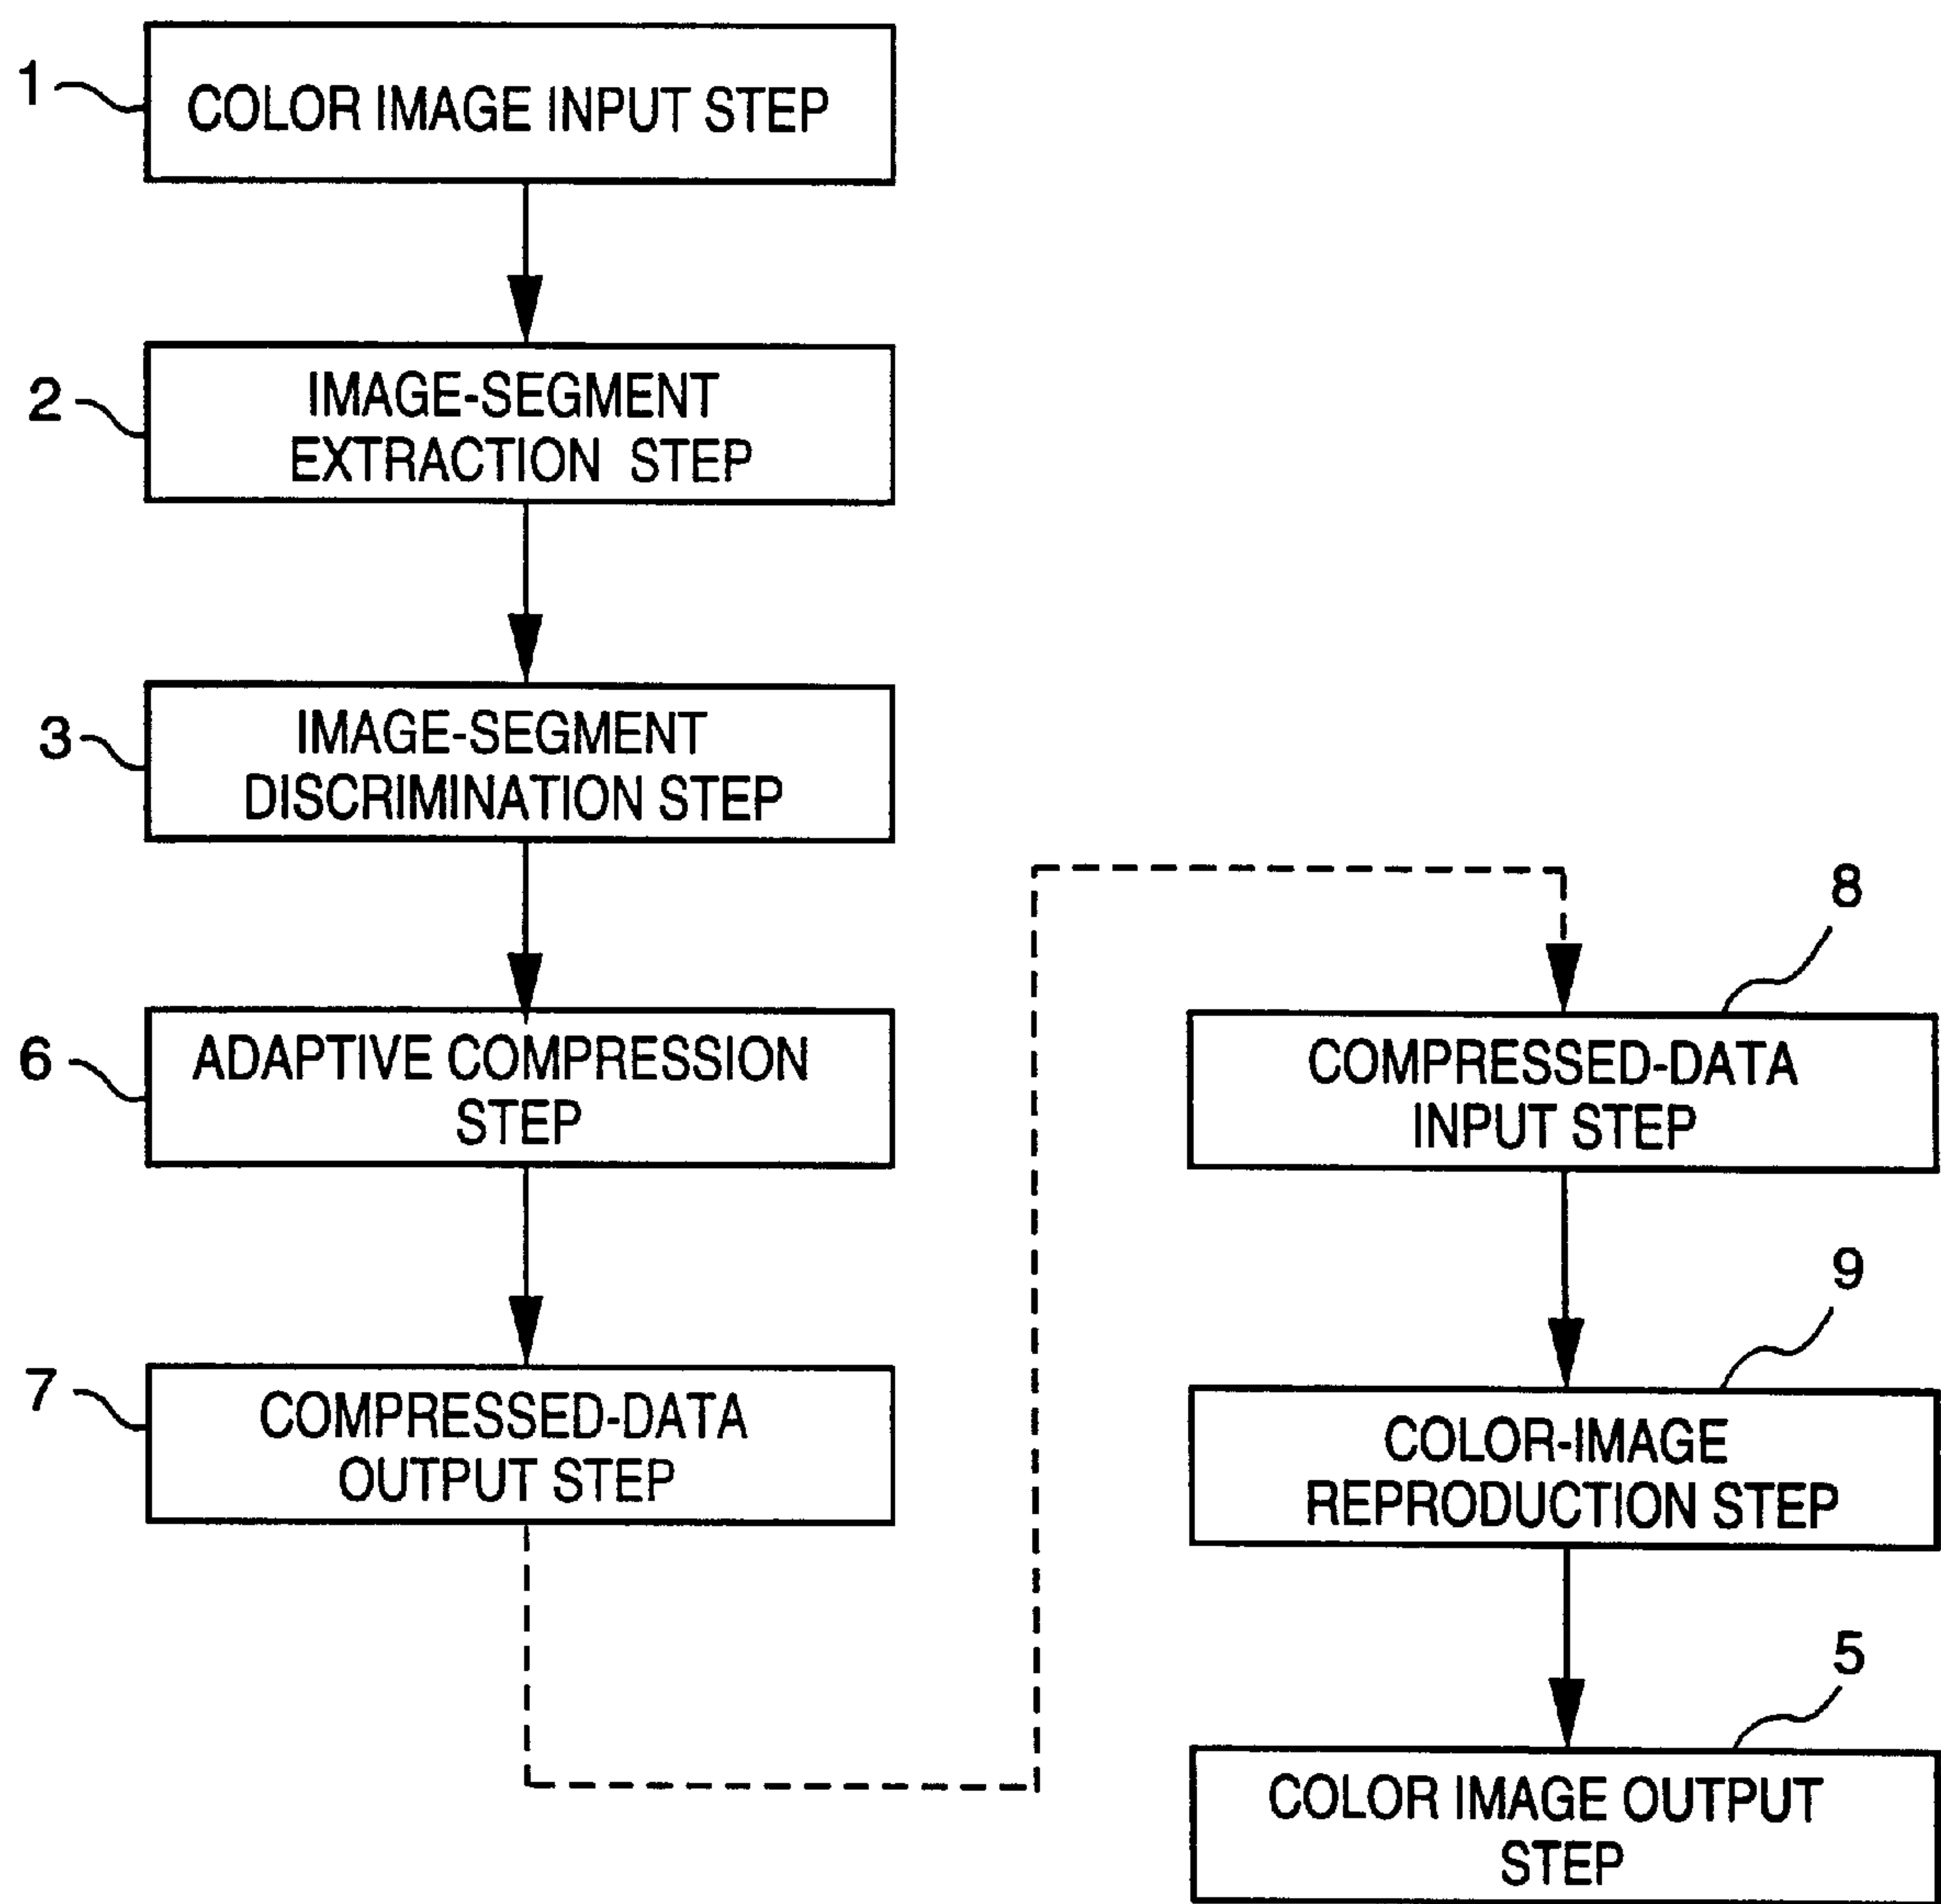 1
COLOR IMAGE INPUT STEP
2
IMAGE-SEGMENT
EXTRACTION STEP
3
IMAGE-SEGMENT
DISCRIMINATION STEP
6
ADAPTIVE COMPRESSION
STEP
7
COMPRESSED-DATA
OUTPUT STEP
8
COMPRESSED-DATA
INPUT STEP
9
COLOR-IMAGE
REPRODUCTION STEP
5
COLOR IMAGE OUTPUT
STEP